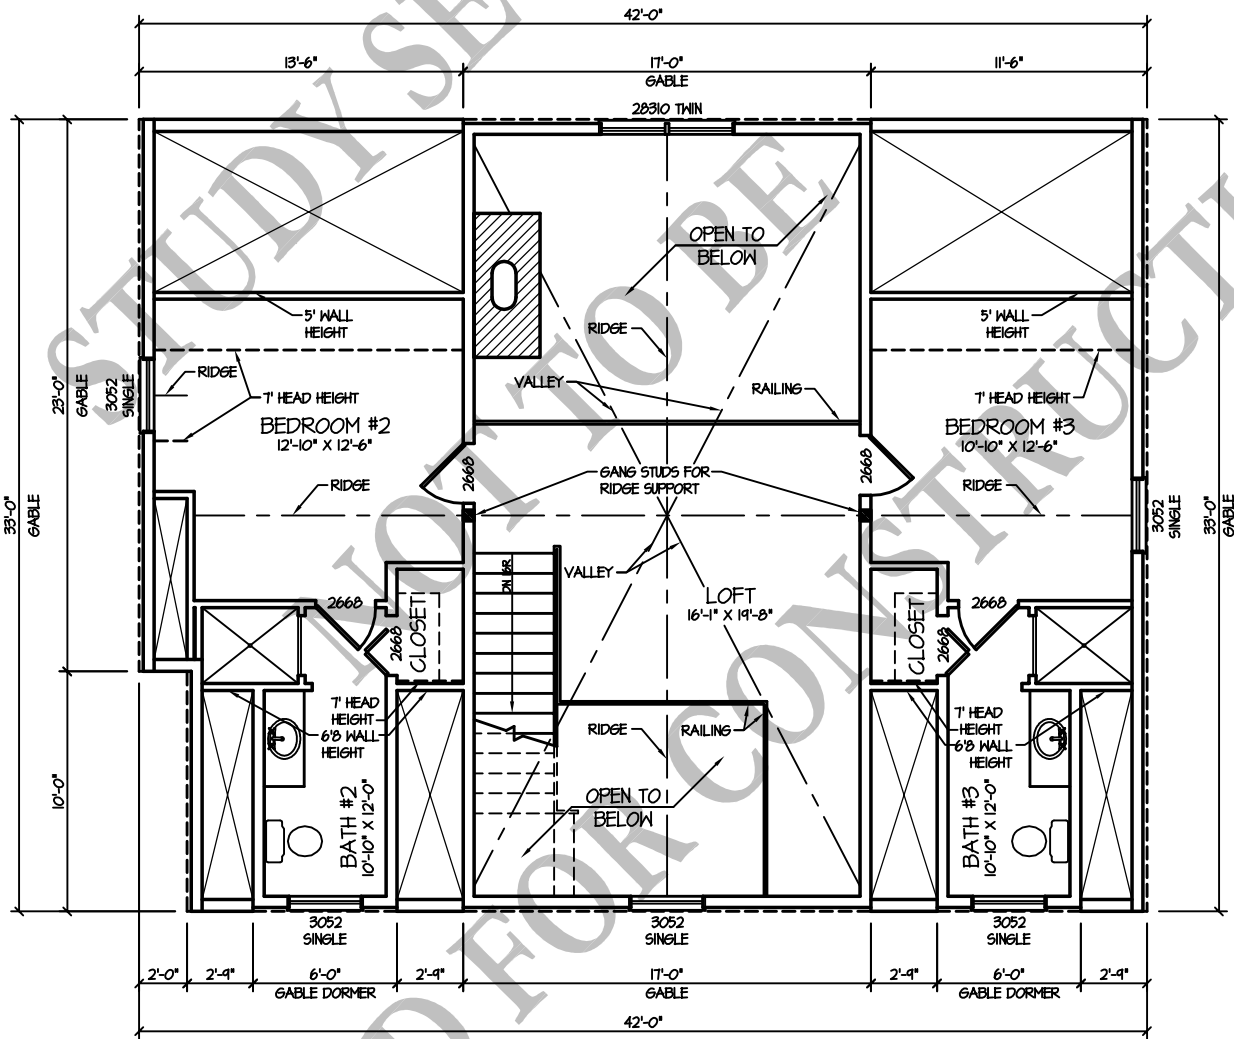 42'-0"
13'-6"
17'-0"
GABLE
11'-6"
28310 TWIN
STUDY SE
NOT TO BE
D FOR CONSTRUCTI
OPEN TO
BELOW
5' WALL
HEIGHT
5' WALL
HEIGHT
RIDGE
RIDGE
VALLEY
RAILING
7' HEAD HEIGHT
7' HEAD HEIGHT
23'-0"
GABLE
3052
SINGLE
BEDROOM #2
12'-10" X 12'-6"
BEDROOM #3
10'-10" X 12'-6"
2668
2668
GANG STUDS FOR
RIDGE SUPPORT
RIDGE
RIDGE
33'-0"
GABLE
3052
SINGLE
33'-0"
GABLE
DN 15R
VALLEY
LOFT
16'-1" X 19'-8"
2668
2668
CLOSET
2668
CLOSET
2668
7' HEAD
HEIGHT
6'8 WALL
HEIGHT
RIDGE
RAILING
7' HEAD
HEIGHT
6'8 WALL
HEIGHT
10'-0"
OPEN TO
BELOW
BATH #2
10'-10" X 12'-0"
BATH #3
10'-10" X 12'-0"
3052
SINGLE
3052
SINGLE
3052
SINGLE
2'-0"
2'-9"
6'-0"
GABLE DORMER
2'-9"
17'-0"
GABLE
2'-9"
6'-0"
GABLE DORMER
2'-9"
42'-0"